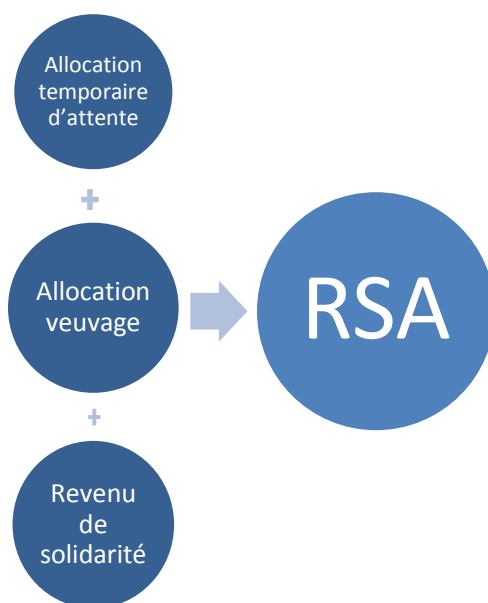 Allocation
temporaire
d’attente
+
Allocation
veuvage
+
Revenu
de
solidarité
RSA